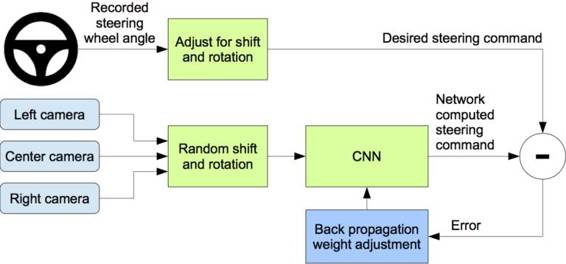 Recorded
steering
wheel angle
Adjust for shift
and rotation
Desired steering command
Left camera
Center camera
Right camera
Random shift
and rotation
CNN
Network
computed
steering
command
-
Back propagation
weight adjustment
Error